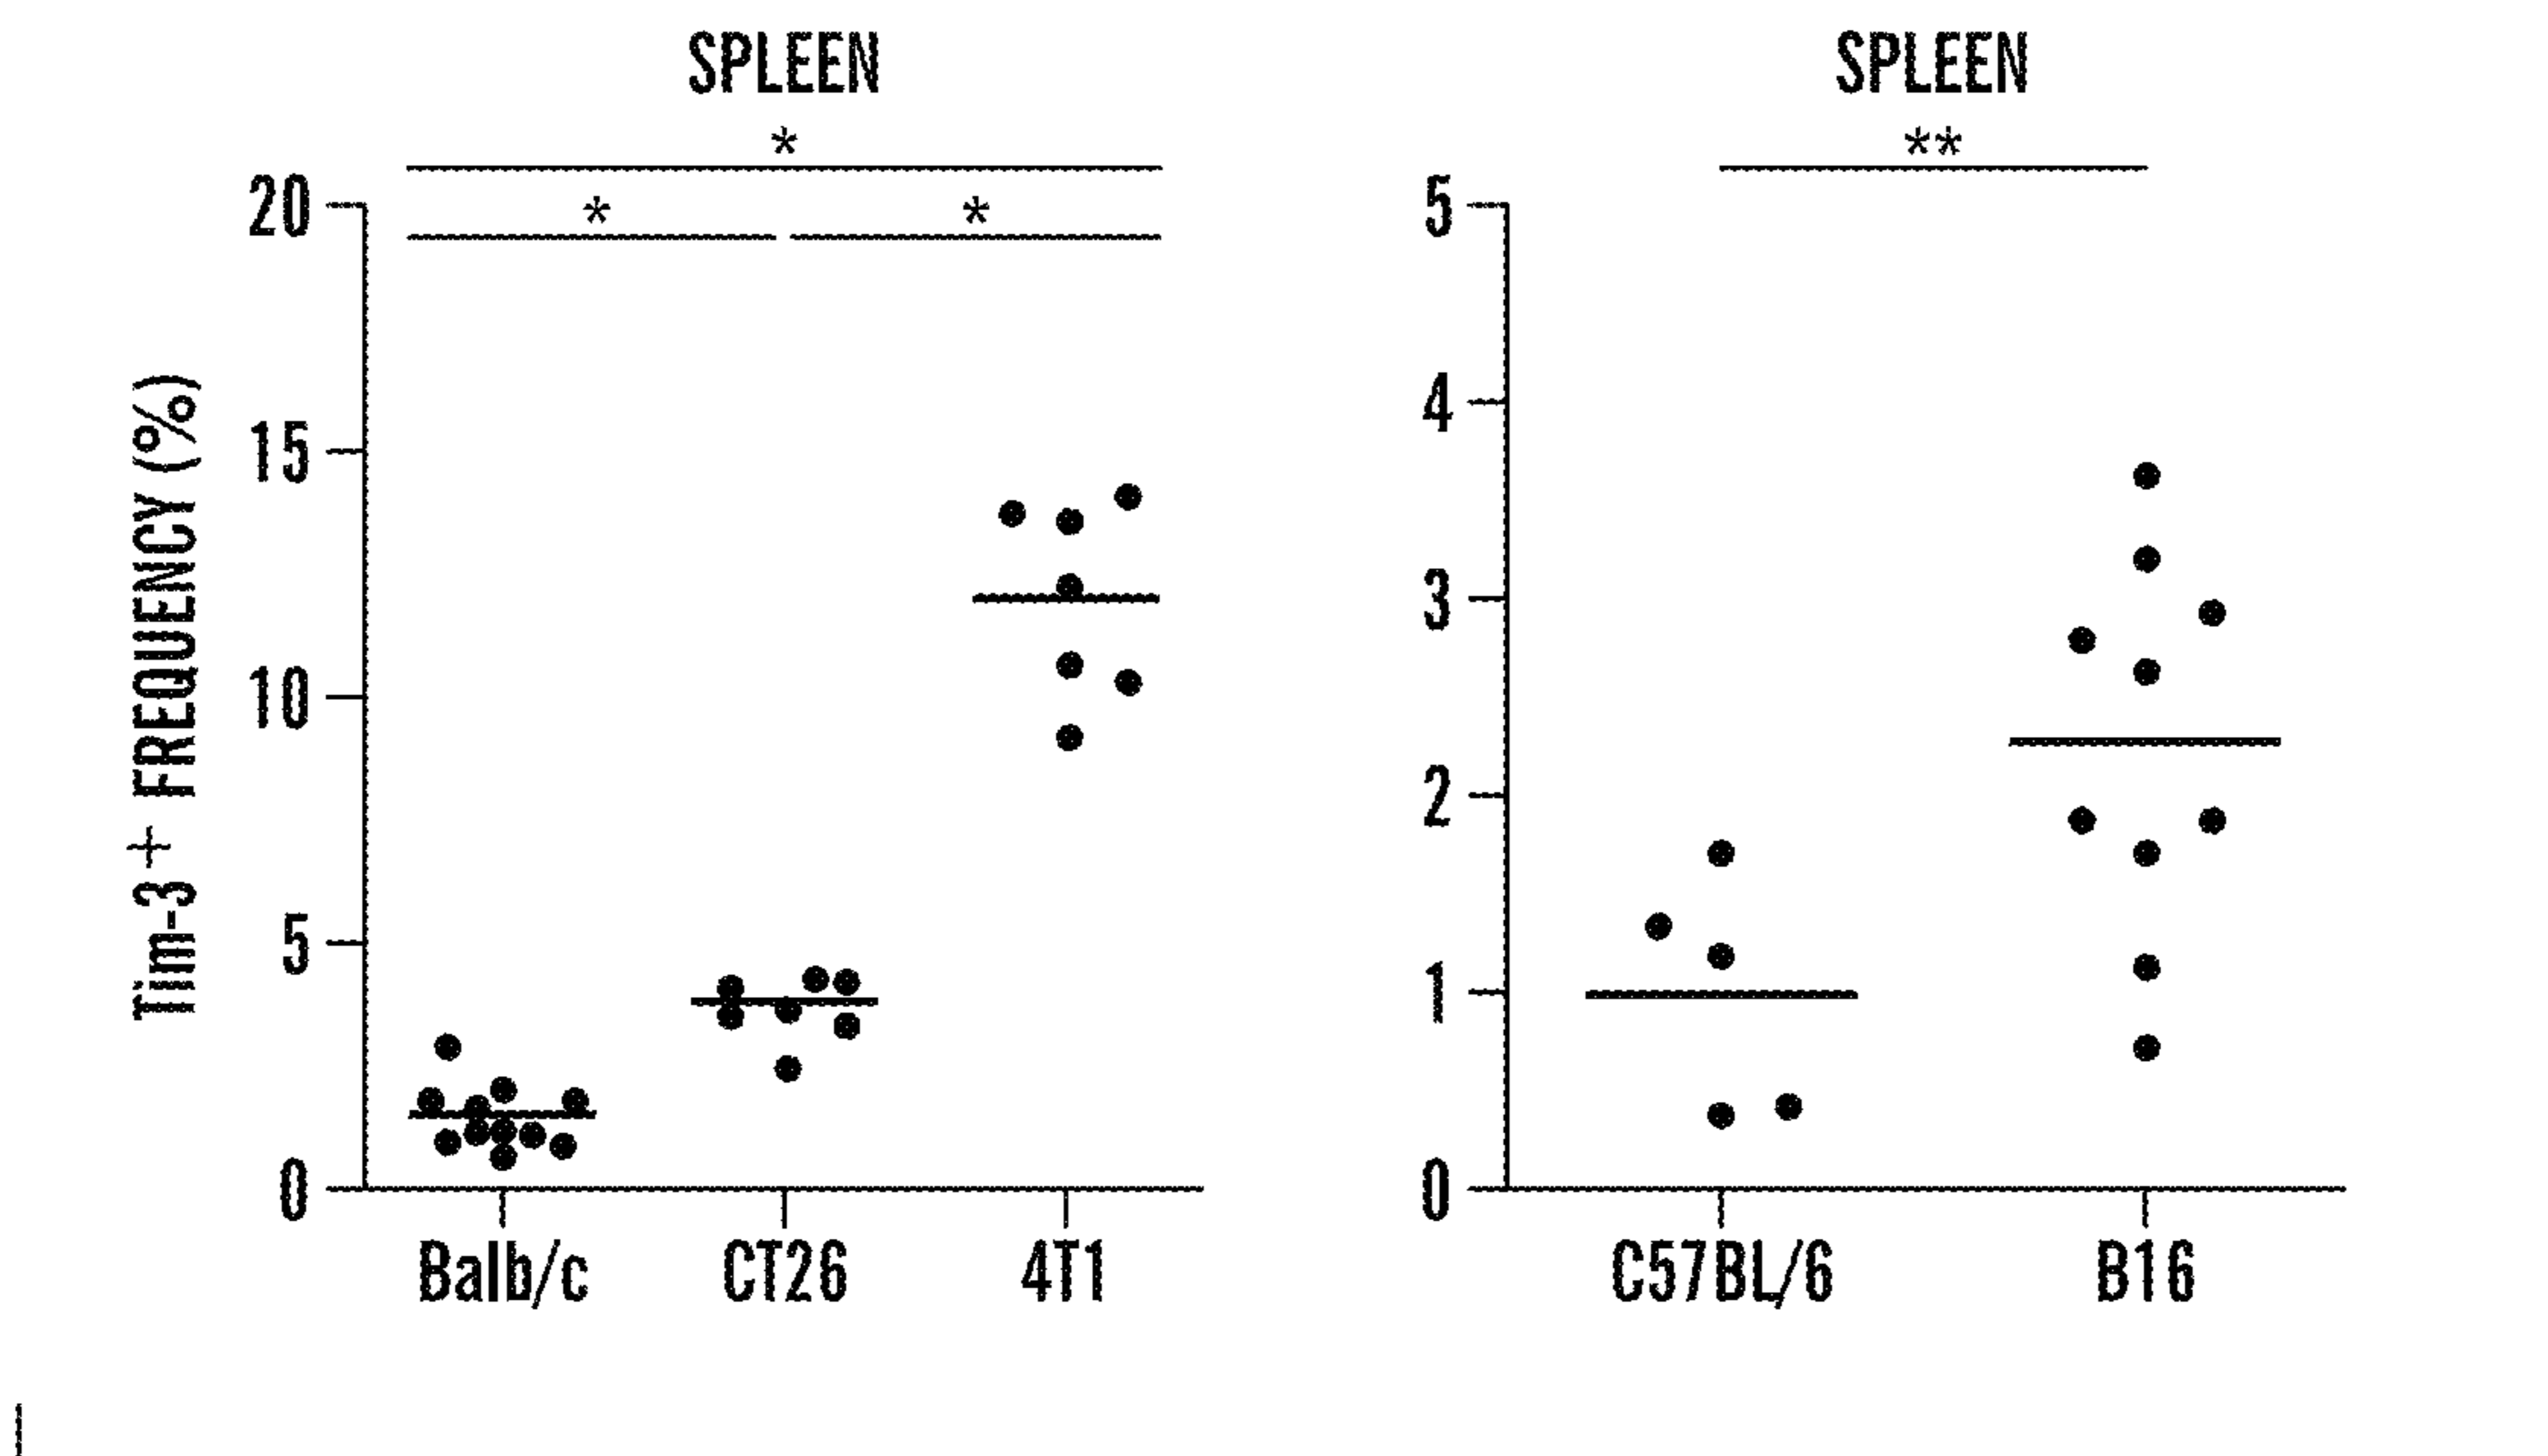 SPLEEN
*
*
*
20
15
10
5
0
Tim-3+ FREQUENCY (%)
Balb/c
CT26
4T1
SPLEEN
**
5
4
3
2
1
0
C57BL/6
B16